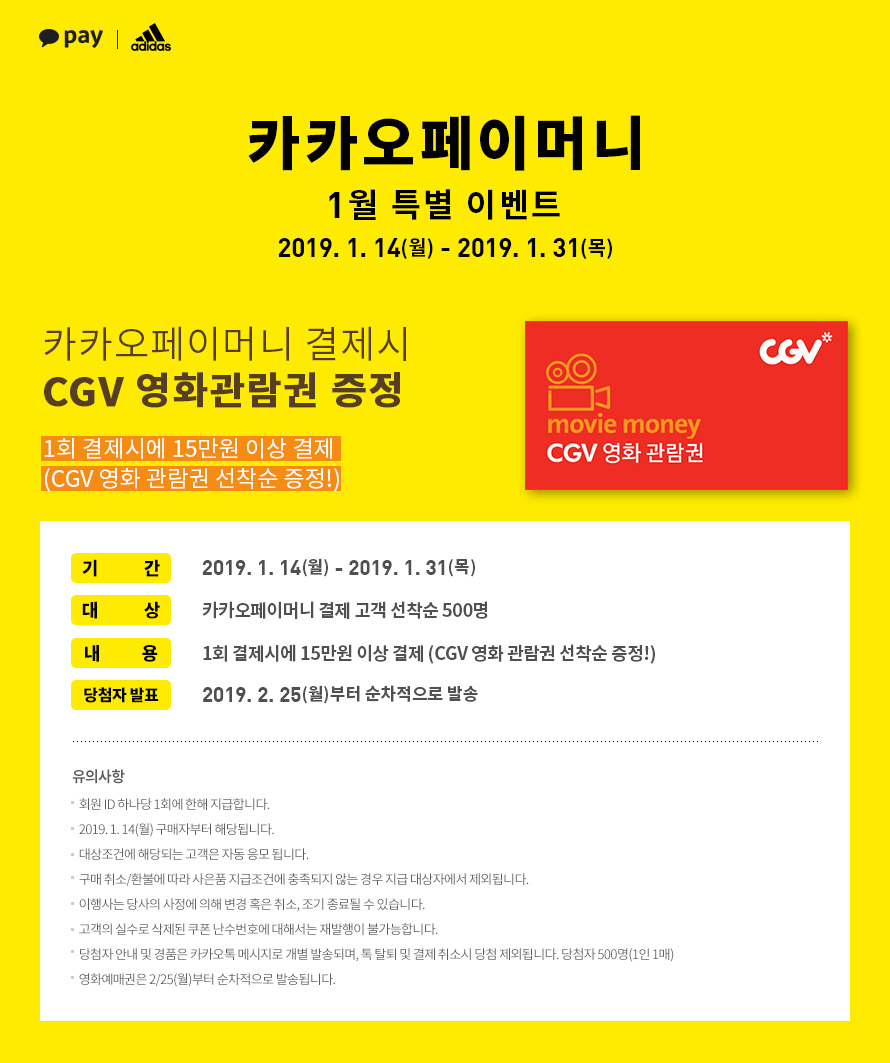 pay | adidas
카카오페이머니
1월 특별 이벤트
2019. 1. 14(월) - 2019. 1. 31(목)
카카오페이머니 결제시
CGV 영화관람권 증정
1회 결제시에 15만원 이상 결제
(CGV 영화 관람권 선착순 증정!)
CGV
movie money
CGV 영화 관람권
기 간 2019. 1. 14(월) - 2019. 1. 31(목)
대 상 카카오페이머니 결제 고객 선착순 500명
내 용 1회 결제시에 15만원 이상 결제 (CGV 영화 관람권 선착순 증정!)
당첨자 발표 2019. 2. 25(월)부터 순차적으로 발송
유의사항
회원 ID 하나당 1회에 한해 지급합니다.
2019. 1. 14(월) 구매자부터 해당됩니다.
대상조건에 해당되는 고객은 자동 응모 됩니다.
구매 취소/환불에 따라 사은품 지급조건에 충족되지 않는 경우 지급 대상자에서 제외됩니다.
이행사는 당사의 사정에 의해 변경 혹은 취소, 조기 종료될 수 있습니다.
고객의 실수로 삭제된 쿠폰 난수번호에 대해서는 재발행이 불가능합니다.
당첨자 안내 및 경품은 카카오톡 메시지로 개별 발송되며, 톡 탈퇴 및 결제 취소시 당첨 제외됩니다. 당첨자 500명(1인 1매)
영화예매권은 2/25(월)부터 순차적으로 발송됩니다.